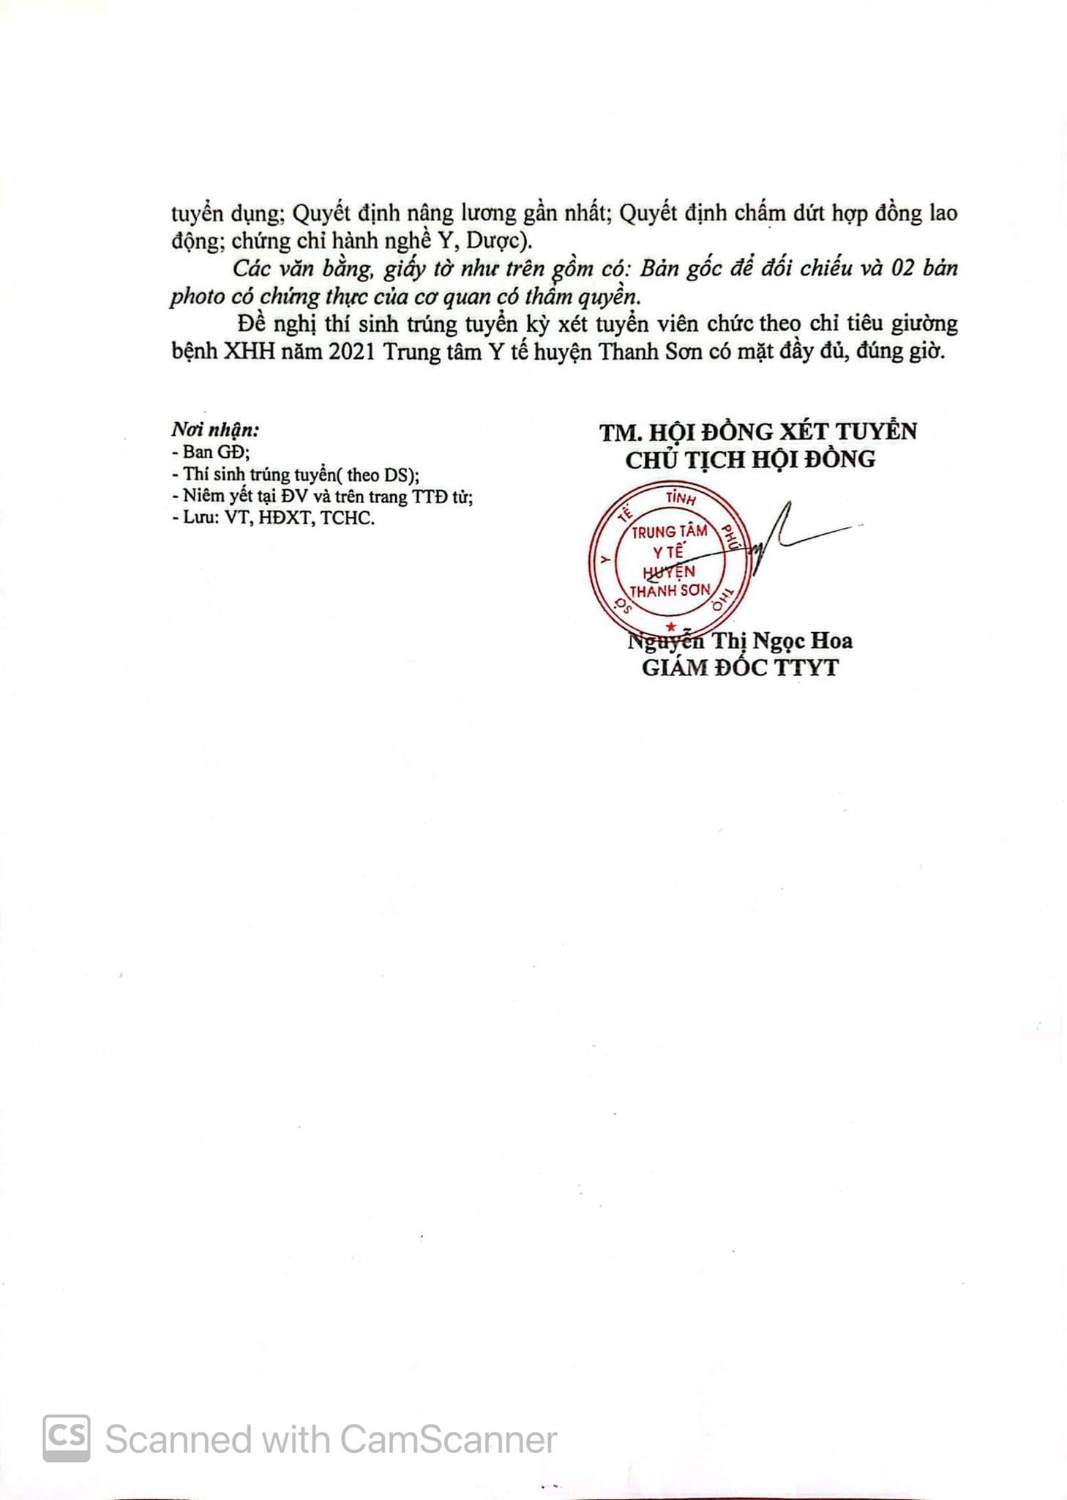 tuyển dụng; Quyết định nâng lương gần nhất; Quyết định chấm dứt hợp đồng lao
động; chứng chỉ hành nghề Y, Dược).
Các văn bằng, giấy tờ như trên gồm có: Bản gốc để đối chiếu và 02 bản
photo có chứng thực của cơ quan có thẩm quyền.
Đề nghị thí sinh trúng tuyển kỳ xét tuyển viên chức theo chỉ tiêu giường
bệnh XHH năm 2021 Trung tâm Y tế huyện Thanh Sơn có mặt đầy đủ, đúng giờ.
Nơi nhận:
- Ban GĐ;
- Thí sinh trúng tuyển( theo DS);
- Niêm yết tại ĐV và trên trang TTĐ tử;
- Lưu: VT, HĐXT, TCHC.
TM. HỘI ĐỒNG XÉT TUYỂN
CHỦ TỊCH HỘI ĐỒNG
SỞ Y TẾ TỈNH PHÚ THỌ
TRUNG TÂM
Y TẾ
HUYỆN
THANH SƠN
Nguyễn Thị Ngọc Hoa
GIÁM ĐỐC TTYT
CS Scanned with CamScanner